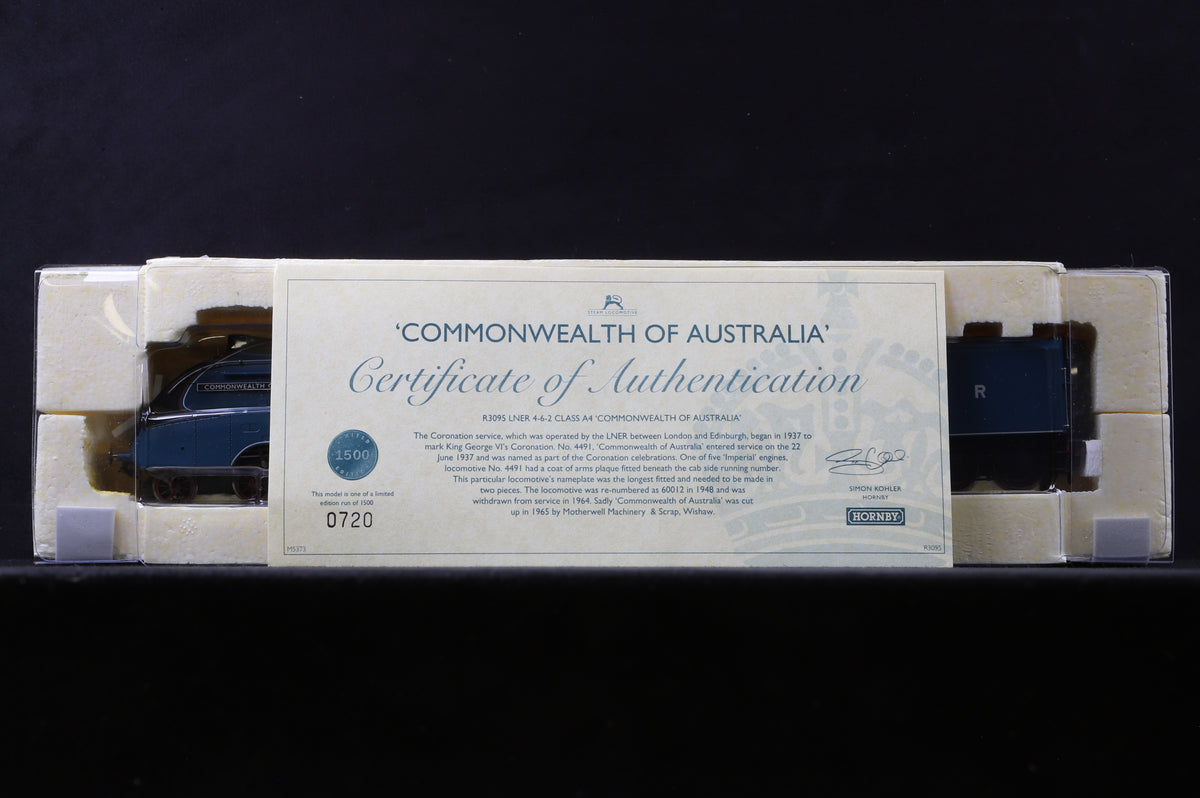 STEAM LOCOMOTIVE
‘COMMONWEALTH OF AUSTRALIA’
Certificate of Authentication
R3095 LNER 4-6-2 CLASS A4 ‘COMMONWEALTH OF AUSTRALIA’
The Coronation service, which was operated by the LNER between London and Edinburgh, began in 1937 to
mark King George VI's Coronation. No. 4491, ‘Commonwealth of Australia’ entered service on the 22
June 1937 and was named as part of the Coronation celebrations. One of five ‘Imperial’ engines,
locomotive No. 4491 had a coat of arms plaque fitted beneath the cab side running number.
This particular locomotive's nameplate was the longest fitted and needed to be made in
two pieces. The locomotive was re-numbered as 60012 in 1948 and was
withdrawn from service in 1964. Sadly ‘Commonwealth of Australia’ was cut
up in 1965 by Motherwell Machinery & Scrap, Wishaw.
LIMITED
1500
EDITION
This model is one of a limited
edition run of 1500
0720
SIMON KOHLER
HORNBY
HORNBY
M5373
R3095
COMMONWEALTH O
R